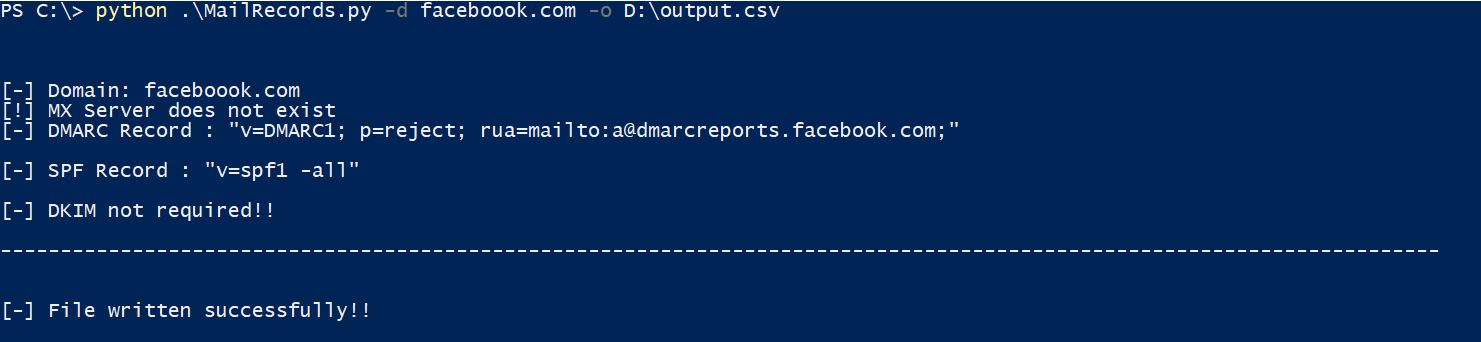 PS C:\> python .\MailRecords.py -d faceboook.com -o D:\output.csv
[-] Domain: faceboook.com
[!] MX Server does not exist
[-] DMARC Record : "v=DMARC1; p=reject; rua=mailto:a@dmarcreports.facebook.com;"
[-] SPF Record : "v=spf1 -all"
[-] DKIM not required!!
------------------------------------------------------------------------------------------------------------------------
[-] File written successfully!!